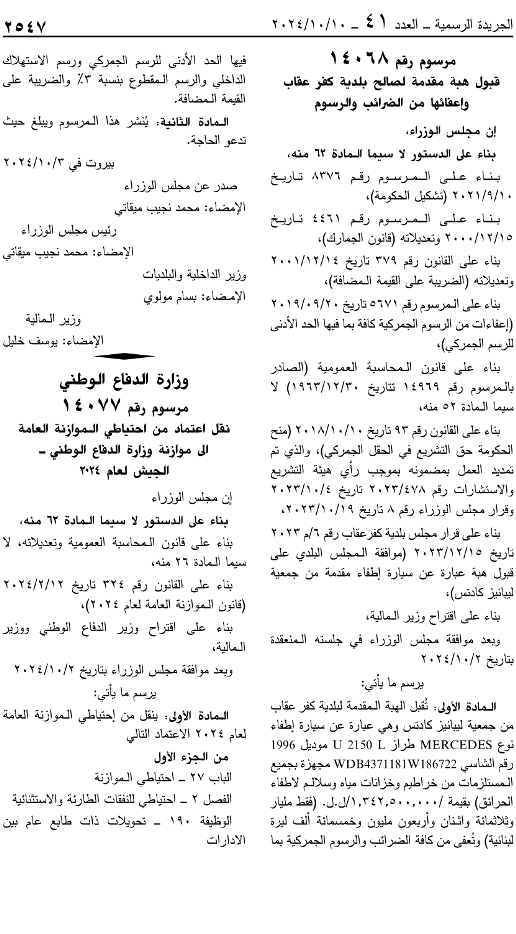 الجريدة الرسمية ــ العدد ٤١ ــ ٢٠٢٤/١٠/١٠
٢٥٤٧
مرسوم رقم ١٤٠٦٨
قبول هبة مقدمة لصالح بلدية كفر عقاب
وإعفائها من الضرائب والرسوم
إن مجلس الوزراء،
بناء على الدستور لا سيما المادة ٦٢ منه،
بناء على المرسوم رقم ٨٣٧٦ تاريخ
٢٠٢١/٩/١٠ (تشكيل الحكومة)،
بناء على المرسوم رقم ٤٤٦١ تاريخ
٢٠٠٠/١٢/١٥ وتعديلاته (قانون الجمارك)،
بناء على القانون رقم ٣٧٩ تاريخ ٢٠٠١/١٢/١٤
وتعديلاته (الضريبة على القيمة المضافة)،
بناء على المرسوم رقم ٥٦٧١ تاريخ ٢٠١٩/٠٩/٢٠
(إعفاءات من الرسوم الجمركية كافة بما فيها الحد الأدنى
للرسم الجمركي)،
بناء على قانون المحاسبة العمومية (الصادر
بالمرسوم رقم ١٤٩٦٩ تتاريخ ١٩٦٣/١٢/٣٠) لا
سيما المادة ٥٢ منه،
بناء على القانون رقم ٩٣ تاريخ ٢٠١٨/١٠/١٠ (منح
الحكومة حق التشريع في الحقل الجمركي)، والذي تم
تمديد العمل بمضمونه بموجب رأي هيئة التشريع
والاستشارات رقم ٢٠٢٣/٤٧٨ تاريخ ٢٠٢٣/١٠/٤
وقرار مجلس الوزراء رقم ٨ تاريخ ٢٠٢٣/١٠/١٩،
بناء على قرار مجلس بلدية كفرعقاب رقم ٦/م ٢٠٢٣
تاريخ ٢٠٢٣/١٢/١٥ (موافقة المجلس البلدي على
قبول هبة عبارة عن سيارة إطفاء مقدمة من جمعية
ليبانيز كادتس)،
بناء على اقتراح وزير المالية،
وبعد موافقة مجلس الوزراء في جلسته المنعقدة
بتاريخ ٢٠٢٤/١٠/٢
يرسم ما يأتي:
المادة الأولى: تُقبل الهبة المقدمة لبلدية كفر عقاب
من جمعية ليبانيز كادتس وهي عبارة عن سيارة إطفاء
نوع MERCEDES طراز U 2150 L موديل 1996
رقم الشاسي WDB4371181W186722 مجهزة بجميع
المستلزمات من خراطيم وخزانات مياه وسلالم لاطفاء
الحرائق) بقيمة /١,٣٤٢,٥٠٠,٠٠٠/ل.ل. (فقط مليار
وثلاثمائة واثنان وأربعون مليون وخمسمائة ألف ليرة
لبنانية) وتُعفى من كافة الضرائب والرسوم الجمركية بما
فيها الحد الأدنى للرسم الجمركي ورسم الاستهلاك
الداخلي والرسم المقطوع بنسبة ٣٪ والضريبة على
القيمة المضافة.
المادة الثانية: يُنشر هذا المرسوم ويبلغ حيث
تدعو الحاجة.
بيروت في ٢٠٢٤/١٠/٣
صدر عن مجلس الوزراء
الإمضاء: محمد نجيب ميقاتي
رئيس مجلس الوزراء
الإمضاء: محمد نجيب ميقاتي
وزير الداخلية والبلديات
الإمضاء: بسام مولوي
وزير المالية
الإمضاء: يوسف خليل
وزارة الدفاع الوطني
مرسوم رقم ١٤٠٧٧
نقل اعتماد من احتياطي الموازنة العامة
الى موازنة وزارة الدفاع الوطني ــ
الجيش لعام ٢٠٢٤
إن مجلس الوزراء
بناء على الدستور لا سيما المادة ٦٢ منه،
بناء على قانون المحاسبة العمومية وتعديلاته، لا
سيما المادة ٢٦ منه،
بناء على القانون رقم ٣٢٤ تاريخ ٢٠٢٤/٢/١٢
(قانون الموازنة العامة لعام ٢٠٢٤)،
بناء على اقتراح وزير الدفاع الوطني ووزير
المالية،
وبعد موافقة مجلس الوزراء بتاريخ ٢٠٢٤/١٠/٢
يرسم ما يأتي:
المادة الأولى: ينقل من إحتياطي الموازنة العامة
لعام ٢٠٢٤ الاعتماد التالي
من الجزء الأول
الباب ٢٧ ــ احتياطي الموازنة
الفصل ٢ ــ احتياطي للنفقات الطارئة والاستثنائية
الوظيفة ١٩٠ ــ تحويلات ذات طابع عام بين
الادارات